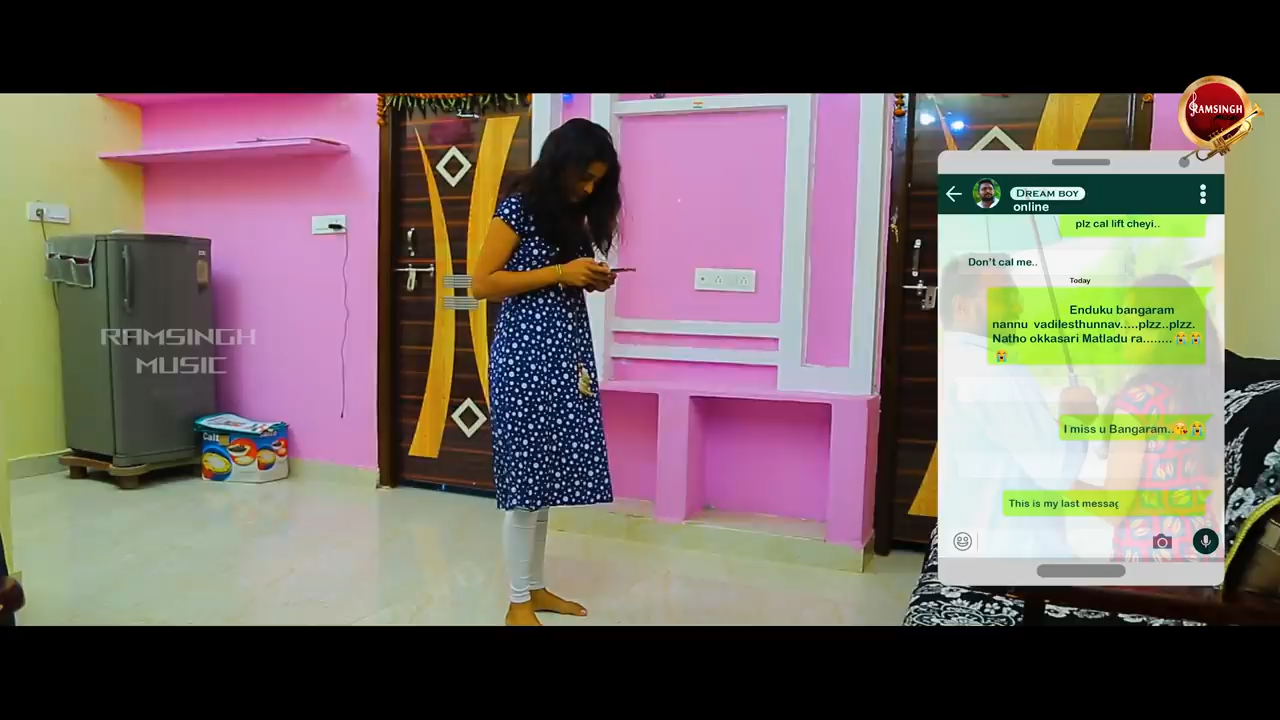 RAMSINGH
RAMSINGH
MUSIC
DREAM BOY
online
plz cal lift cheyi..
Don't cal me..
Today
Enduku bangaram
nannu vadilesthunnav.....plzz..plzz.
Natho okkasari Matladu ra........ 😭😭
😭
I miss u Bangaram..😘😭
This is my last messag